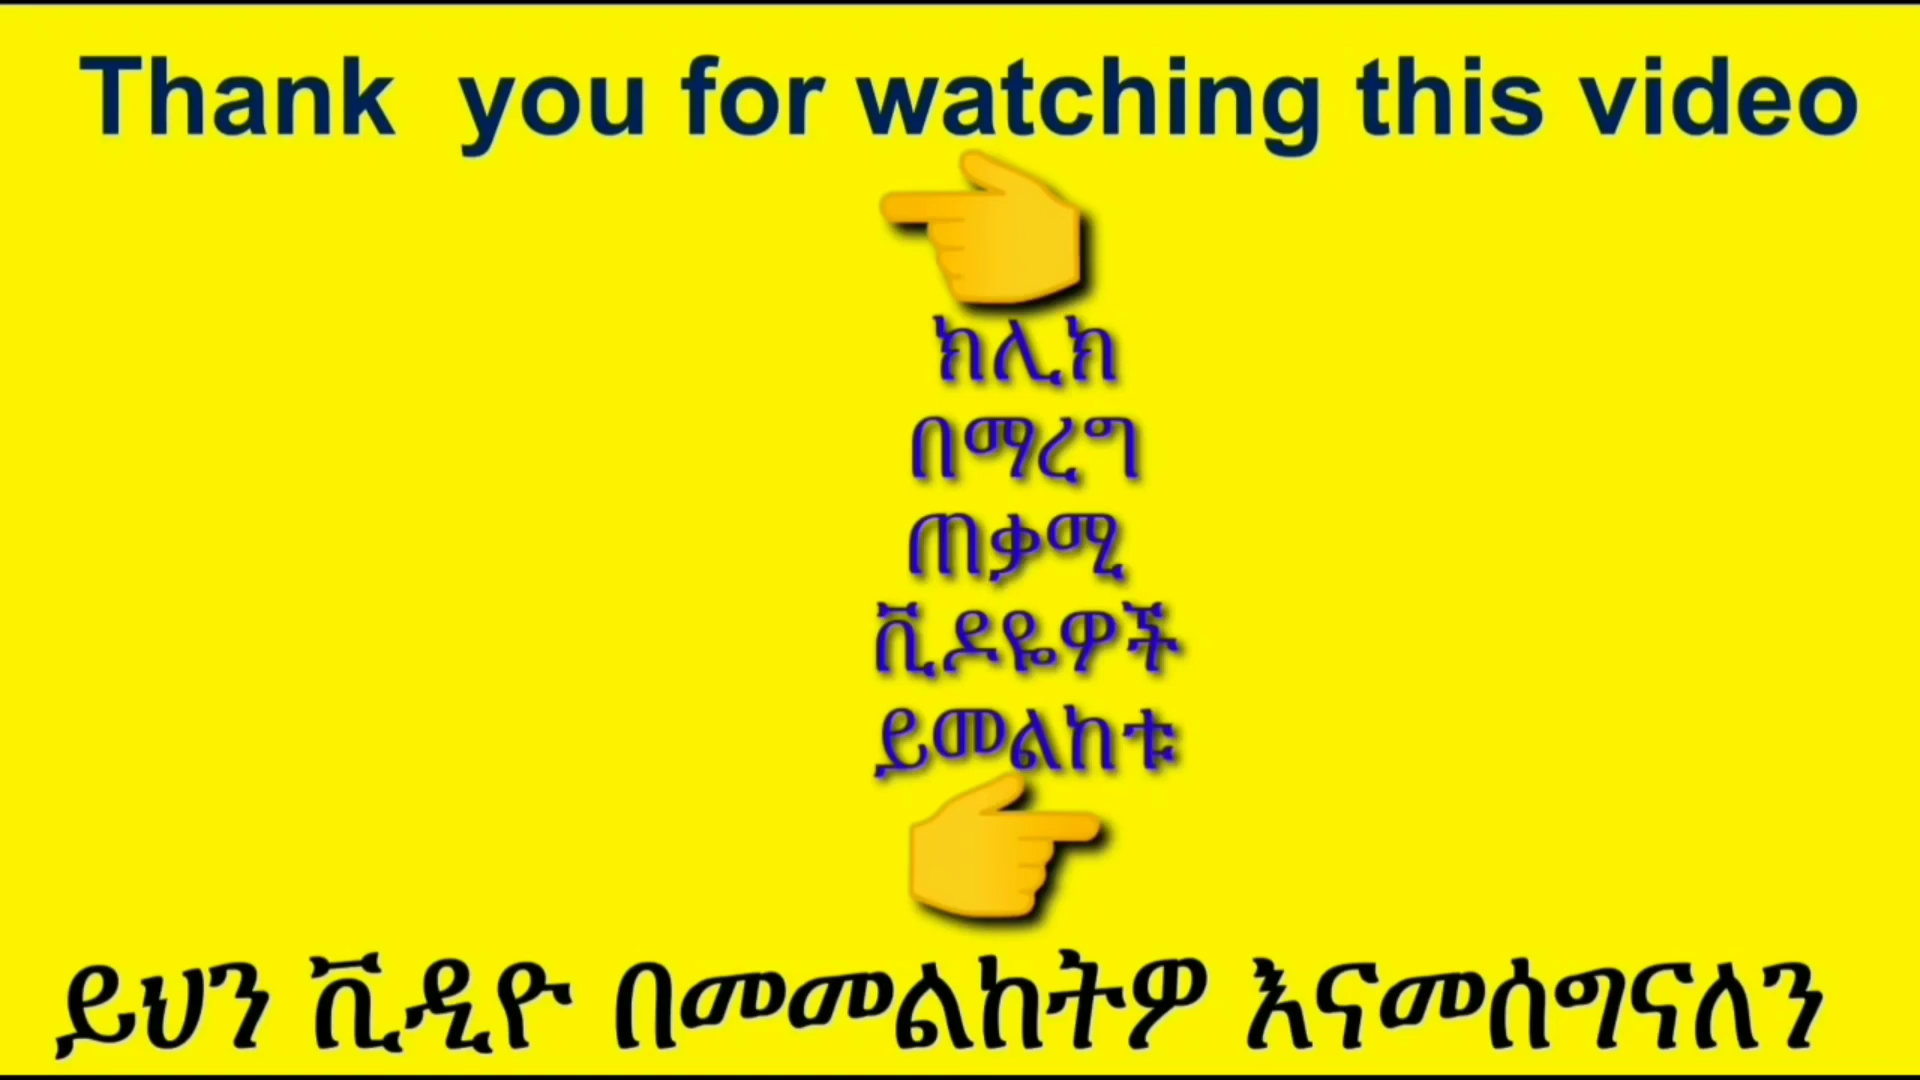 Thank you for watching this video
ክሊክ
በማረግ
ጠቃሚ
ቪዶዬዎች
ይመልከቱ
ይህን ቪዲዮ በመመልከትዎ እናመሰግናለን